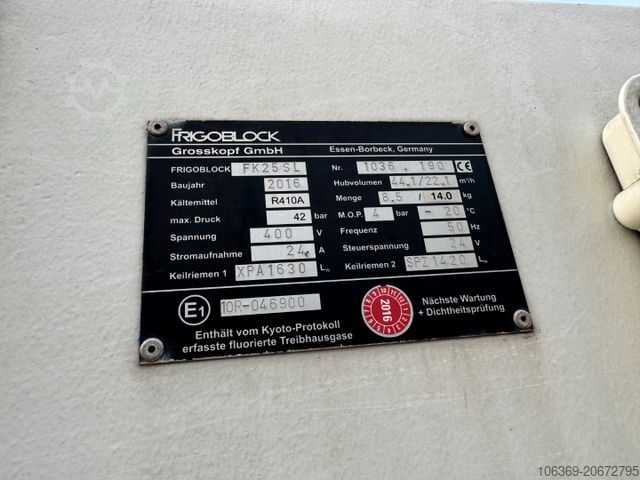 FRIGOBLOCK
Grosskopf GmbH Essen-Borbeck, Germany
FRIGOBLOCK FK25SL Nr. 1036 . 190 CE
Baujahr 2016 Hubvolumen 44.1/22.1 m³/h
Kältemittel R410A Menge 8.5 / 14.0 kg
max. Druck 42 bar M.O.P. 4 bar - 20 °C
Spannung 400 V Frequenz 50 Hz
Stromaufnahme 24 A Steuerspannung 24 V
Keilriemen 1 XPA1630 Lw Keilriemen 2 SPZ1420 Lw
E1 10R-046900
2016
Nächste Wartung
+ Dichtheitsprüfung
Enthält vom Kyoto-Protokoll
erfasste fluorierte Treibhausgase
106369-20672795